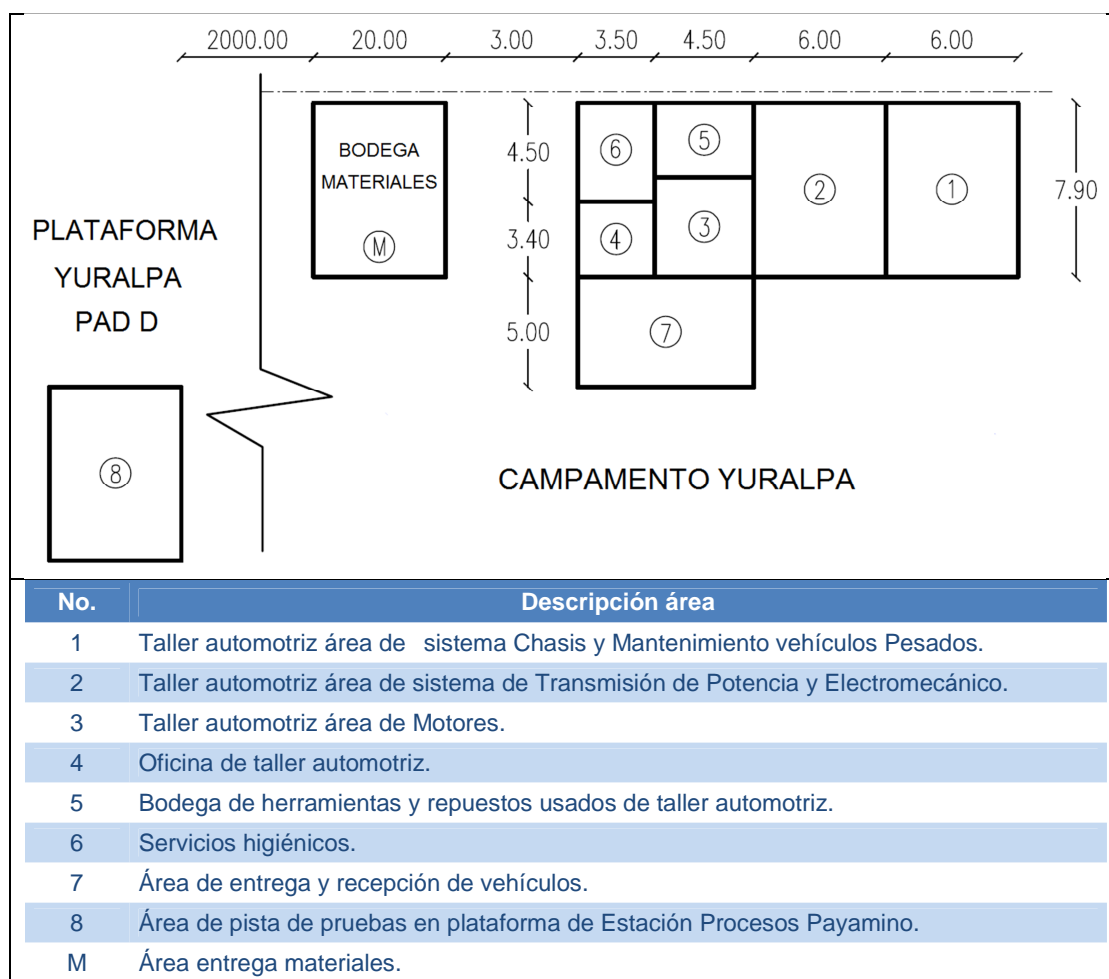 2000.00 20.00 3.00 3.50 4.50 6.00 6.00
BODEGA
MATERIALES
M
4.50
3.40
5.00
6
5
4
3
2
1
7
7.90
PLATAFORMA
YURALPA
PAD D
8
CAMPAMENTO YURALPA
No. Descripción área
1 Taller automotriz área de sistema Chasis y Mantenimiento vehículos Pesados.
2 Taller automotriz área de sistema de Transmisión de Potencia y Electromecánico.
3 Taller automotriz área de Motores.
4 Oficina de taller automotriz.
5 Bodega de herramientas y repuestos usados de taller automotriz.
6 Servicios higiénicos.
7 Área de entrega y recepción de vehículos.
8 Área de pista de pruebas en plataforma de Estación Procesos Payamino.
M Área entrega materiales.